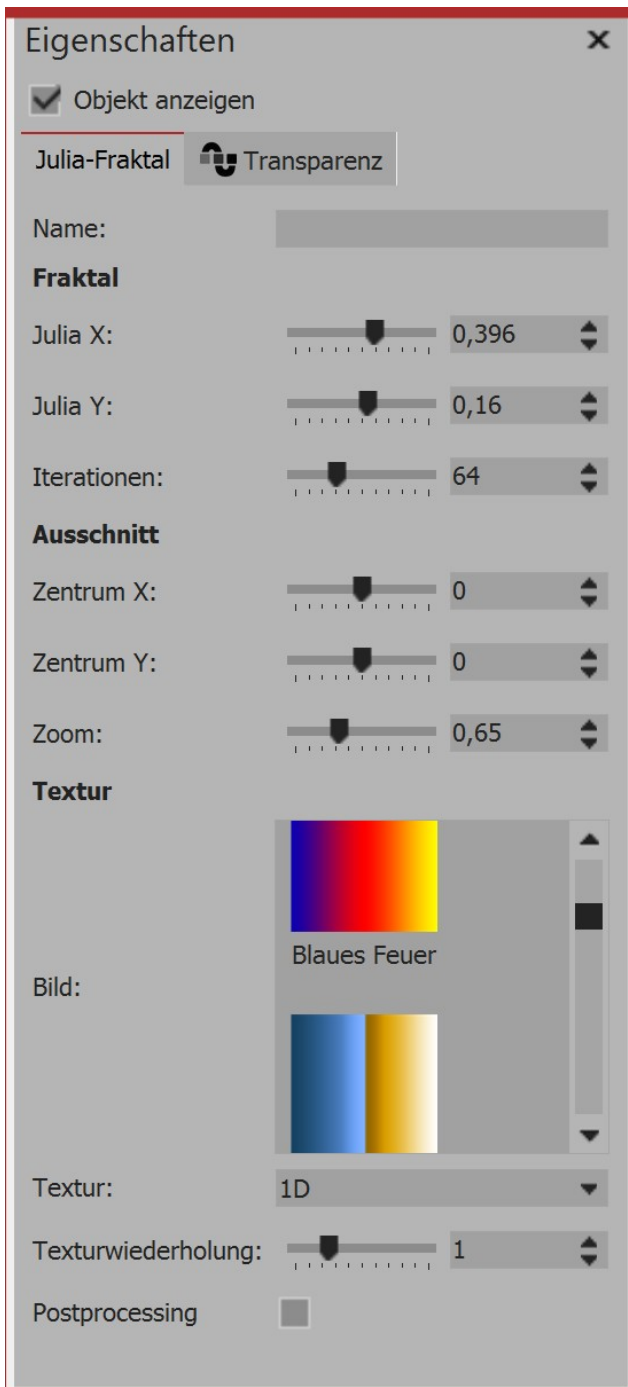 Eigenschaften
Objekt anzeigen
Julia-Fraktal Transparenz
Name:
Fraktal
Julia X: 0,396
Julia Y: 0,16
Iterationen: 64
Ausschnitt
Zentrum X: 0
Zentrum Y: 0
Zoom: 0,65
Textur
Blaues Feuer
Bild:
Textur: 1D
Texturwiederholung: 1
Postprocessing